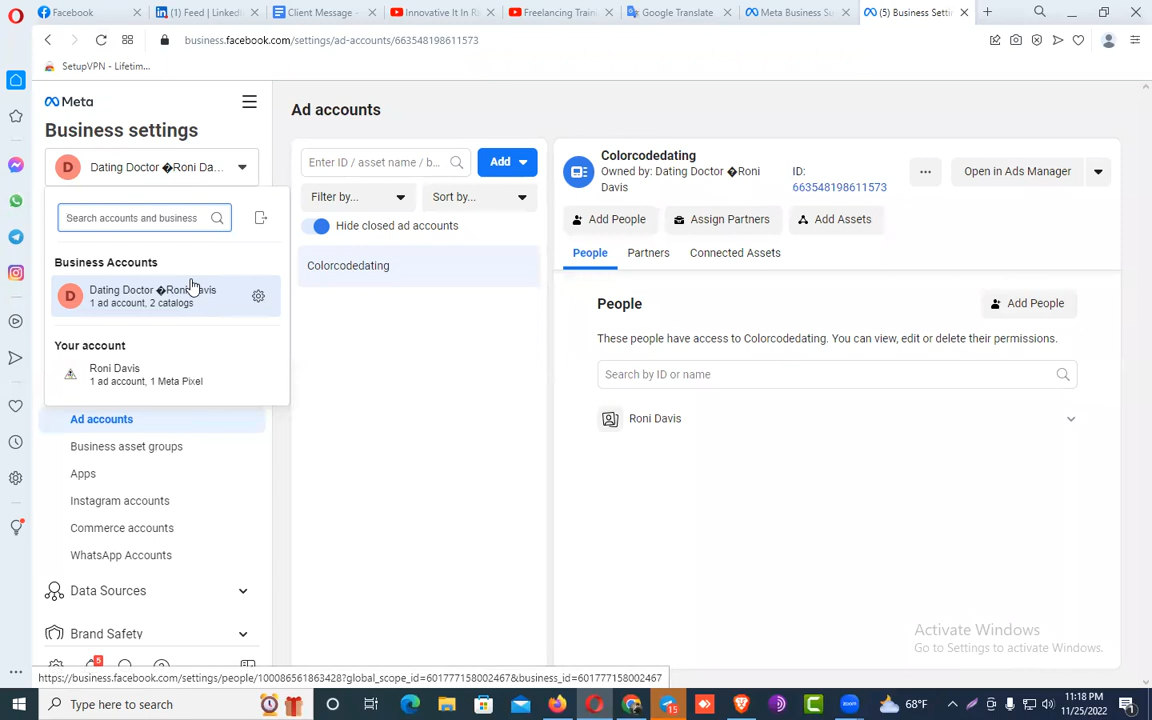 Facebook
(1) Feed | LinkedI
Client Message -
Innovative It In R
Freelancing Train
Google Translate
Meta Business Su
(5) Business Setti
business.facebook.com/settings/ad-accounts/663548198611573
SetupVPN - Lifetim...
Meta
Business settings
D
Dating Doctor �Roni Da...
Search accounts and business
Business Accounts
D
Dating Doctor �Roni Davis
1 ad account, 2 catalogs
Your account
Roni Davis
1 ad account, 1 Meta Pixel
Ad accounts
Business asset groups
Apps
Instagram accounts
Commerce accounts
WhatsApp Accounts
Data Sources
Brand Safety
Ad accounts
Enter ID / asset name / b...
Add
Filter by...
Sort by...
Hide closed ad accounts
Colorcodedating
Colorcodedating
Owned by: Dating Doctor �Roni
Davis
ID:
663548198611573
Open in Ads Manager
Add People
Assign Partners
Add Assets
People
Partners
Connected Assets
People
Add People
These people have access to Colorcodedating. You can view, edit or delete their permissions.
Search by ID or name
Roni Davis
Activate Windows
Go to Settings to activate Windows.
https://business.facebook.com/settings/people/100086561863428?global_scope_id=601777158002467&business_id=601777158002467
Type here to search
15
zoom
68°F
11:18 PM
11/25/2022
1